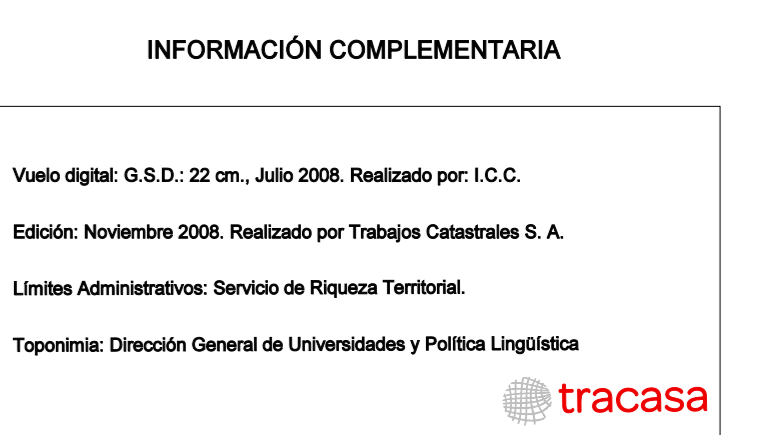 INFORMACIÓN COMPLEMENTARIA
Vuelo digital: G.S.D.: 22 cm., Julio 2008. Realizado por: I.C.C.
Edición: Noviembre 2008. Realizado por Trabajos Catastrales S. A.
Límites Administrativos: Servicio de Riqueza Territorial.
Toponimia: Dirección General de Universidades y Política Lingüística
tracasa